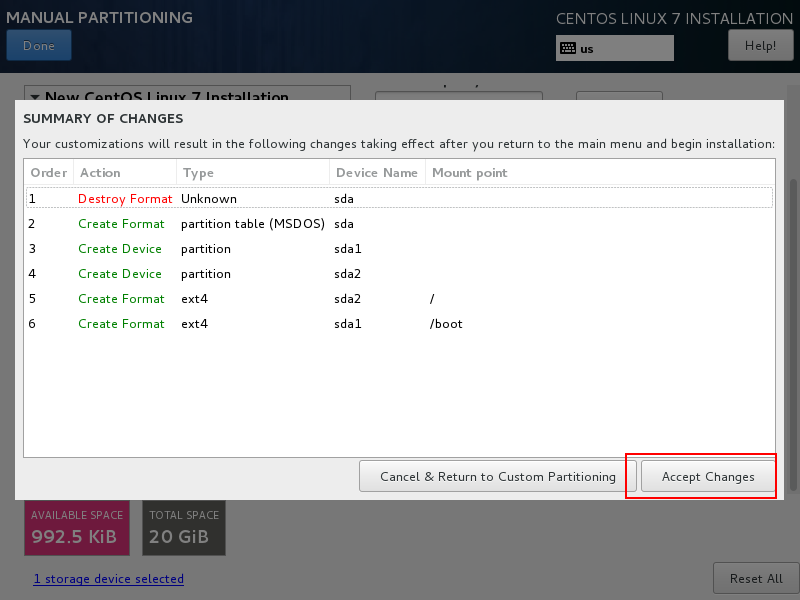 MANUAL PARTITIONING
CENTOS LINUX 7 INSTALLATION
Done
us
Help!
New CentOS Linux 7 Installation
SUMMARY OF CHANGES
Your customizations will result in the following changes taking effect after you return to the main menu and begin installation:
Order Action Type Device Name Mount point
1 Destroy Format Unknown sda
2 Create Format partition table (MSDOS) sda
3 Create Device partition sda1
4 Create Device partition sda2
5 Create Format ext4 sda2 /
6 Create Format ext4 sda1 /boot
Cancel & Return to Custom Partitioning
Accept Changes
AVAILABLE SPACE
992.5 KiB
TOTAL SPACE
20 GiB
1 storage device selected
Reset All